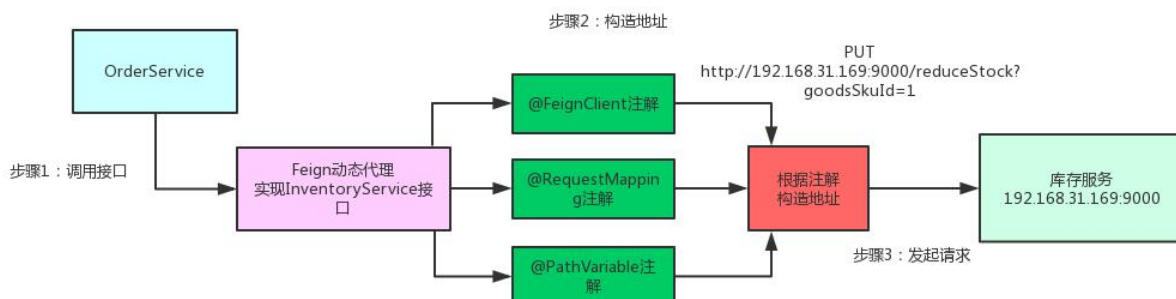 步骤2：构造地址
OrderService
PUT
http://192.168.31.169:9000/reduceStock?
goodsSkuId=1
@FeignClient注解
步骤1：调用接口
Feign动态代理
实现InventoryService接
口
@RequestMappin
g注解
根据注解
构造地址
库存服务
192.168.31.169:9000
步骤3：发起请求
@PathVariable注
解